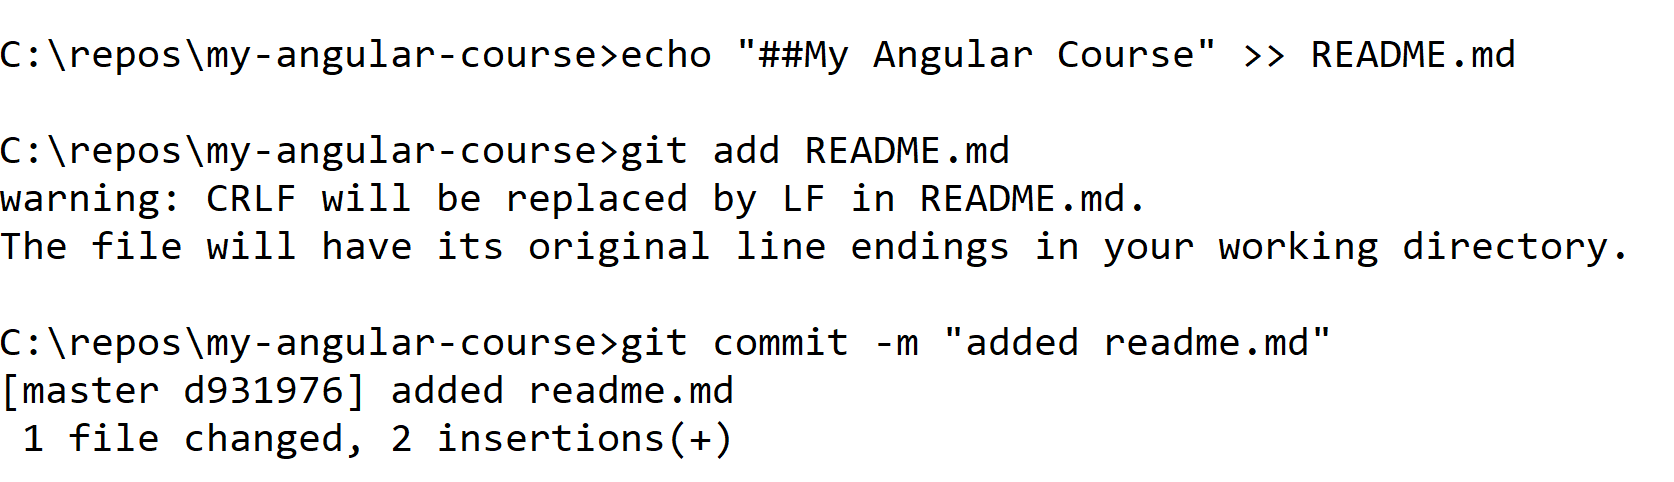 C:\repos\my-angular-course>echo "##My Angular Course" >> README.md
C:\repos\my-angular-course>git add README.md
warning: CRLF will be replaced by LF in README.md.
The file will have its original line endings in your working directory.
C:\repos\my-angular-course>git commit -m "added readme.md"
[master d931976] added readme.md
 1 file changed, 2 insertions(+)